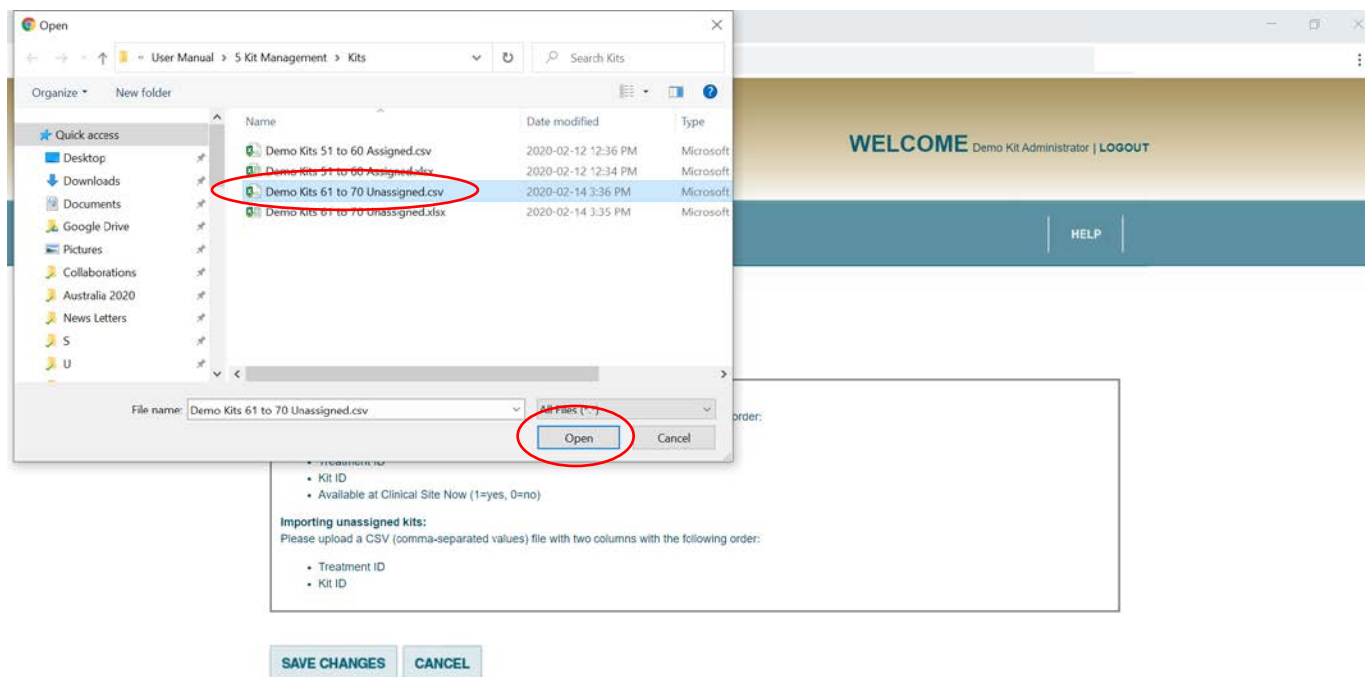 Open
« User Manual > 5 Kit Management > Kits
Search Kits
Organize
New folder
Name
Date modified
Type
Quick access
Desktop
Downloads
Documents
Google Drive
Pictures
Collaborations
Australia 2020
News Letters
S
U
Demo Kits 51 to 60 Assigned.csv 2020-02-12 12:36 PM Microsoft
Demo Kits 51 to 60 Assigned.xlsx 2020-02-12 12:34 PM Microsoft
Demo Kits 61 to 70 Unassigned.csv 2020-02-14 3:36 PM Microsoft
Demo Kits 61 to 70 Unassigned.xlsx 2020-02-14 3:35 PM Microsoft
File name: Demo Kits 61 to 70 Unassigned.csv
All Files (*.*)
Open
Cancel
WELCOME Demo Kit Administrator | LOGOUT
HELP
order:
• Treatment ID
• Kit ID
• Available at Clinical Site Now (1=yes, 0=no)
Importing unassigned kits:
Please upload a CSV (comma-separated values) file with two columns with the following order:
• Treatment ID
• Kit ID
SAVE CHANGES
CANCEL